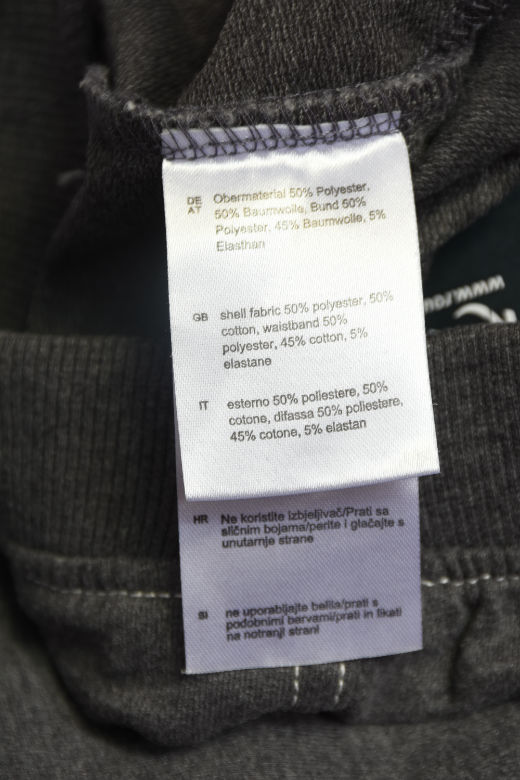 DE
AT
Obermaterial 50% Polyester,
50% Baumwolle, Bund 50%
Polyester, 45% Baumwolle, 5%
Elasthan
GB
shell fabric 50% polyester, 50%
cotton, waistband 50%
polyester, 45% cotton, 5%
elastane
IT
esterno 50% poliestere, 50%
cotone, difassa 50% poliestere,
45% cotone, 5% elastan
HR
Ne koristite izbjeljivač/Prati sa
sličnim bojama/perite i glačajte s
unutarnje strane
SI
ne uporabljajte belila/prati s
podobnimi barvami/prati in likati
na notranji strani